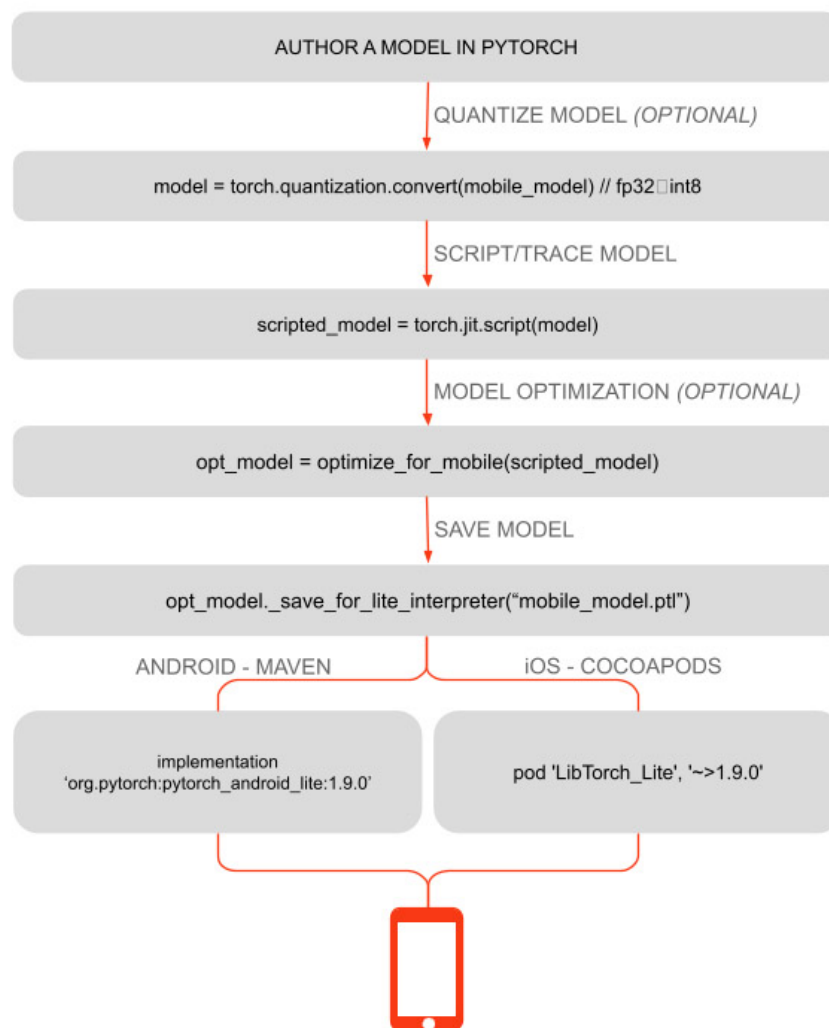 AUTHOR A MODEL IN PYTORCH
QUANTIZE MODEL (OPTIONAL)
model = torch.quantization.convert(mobile_model) // fp32□int8
SCRIPT/TRACE MODEL
scripted_model = torch.jit.script(model)
MODEL OPTIMIZATION (OPTIONAL)
opt_model = optimize_for_mobile(scripted_model)
SAVE MODEL
opt_model._save_for_lite_interpreter(“mobile_model.ptl”)
ANDROID - MAVEN
iOS - COCOAPODS
implementation
‘org.pytorch:pytorch_android_lite:1.9.0’
pod 'LibTorch_Lite', '~>1.9.0'